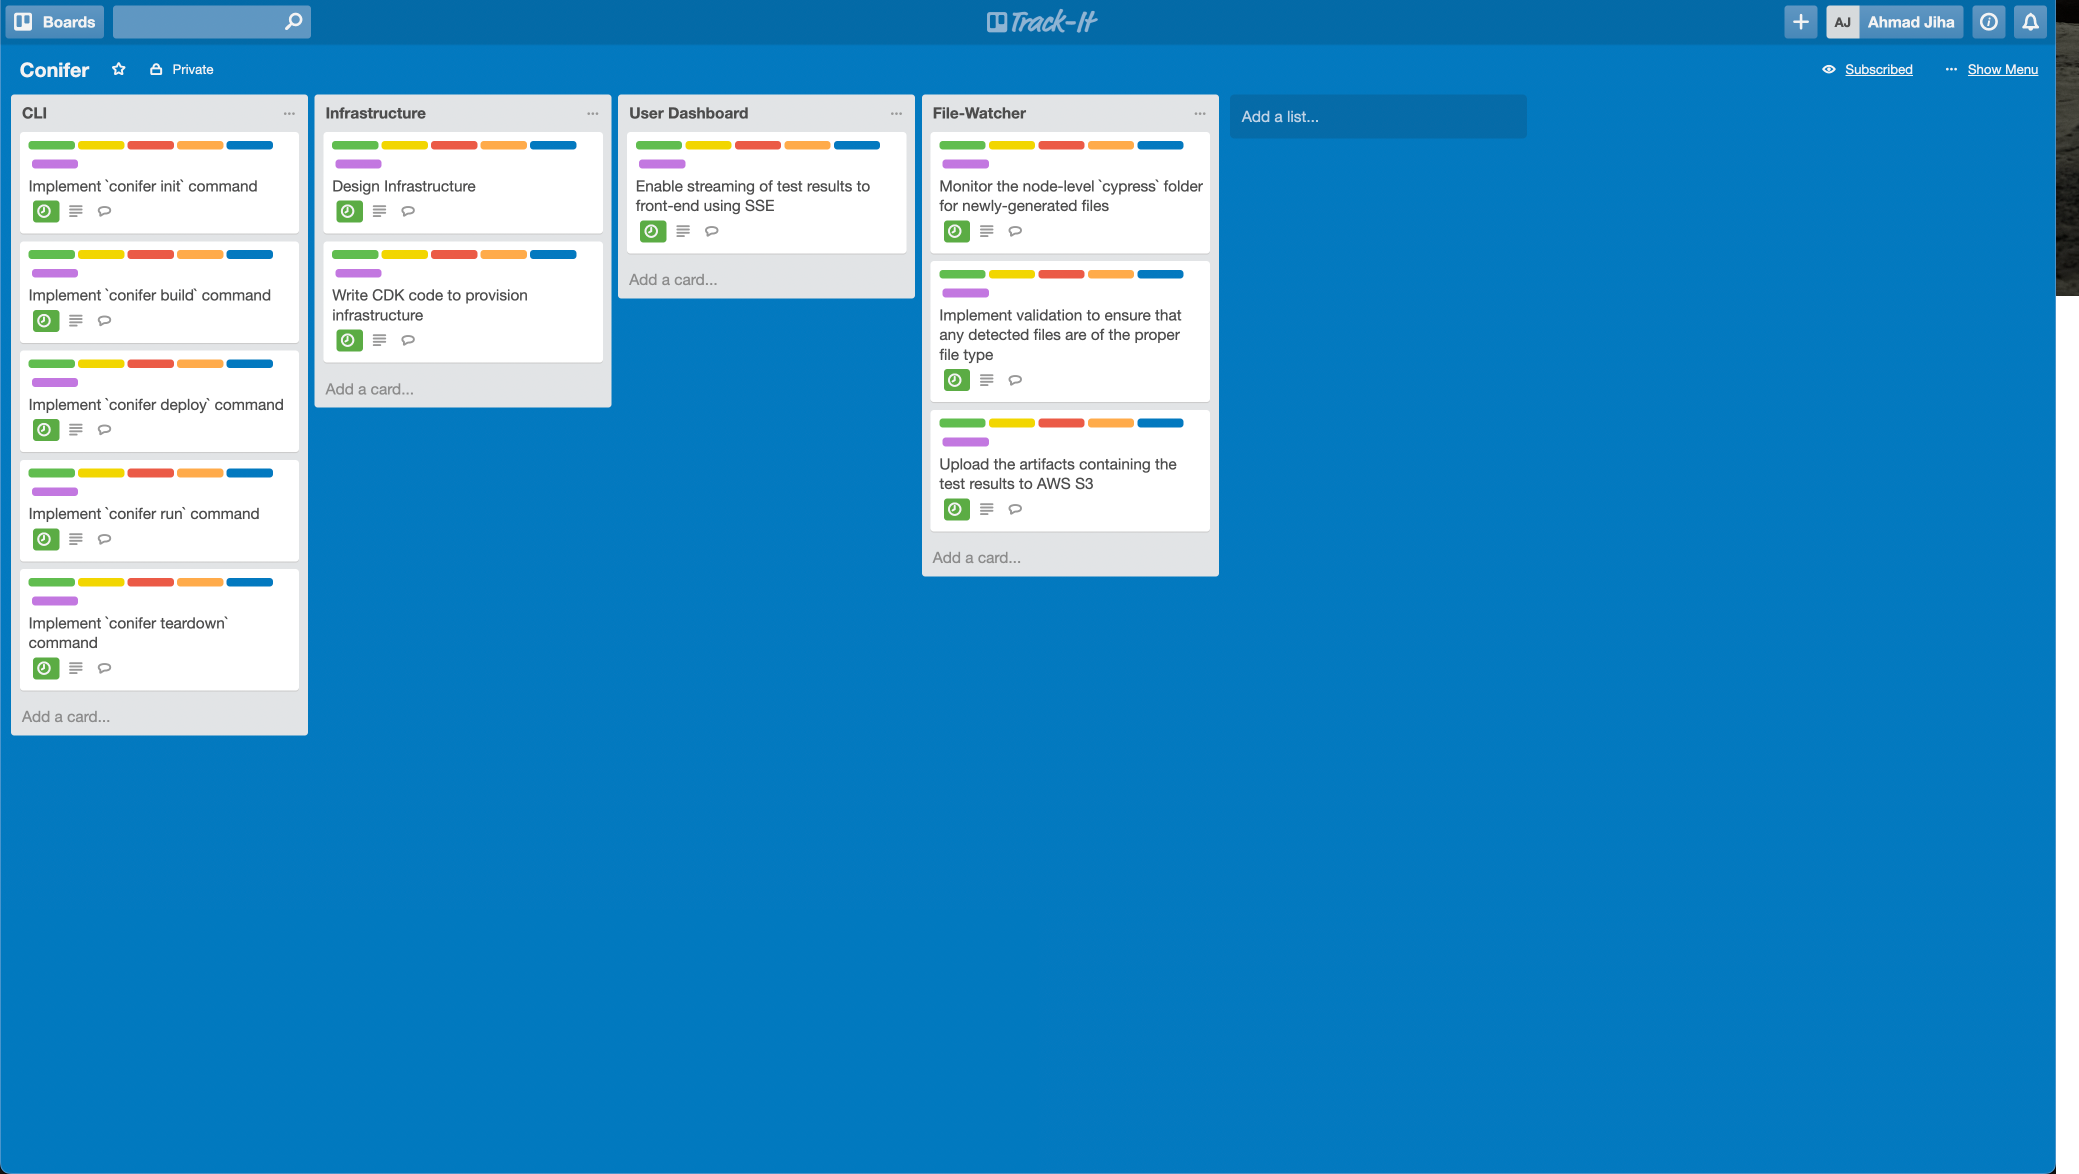 Boards
Track-It
AJ Ahmad Jiha
Conifer
Private
Subscribed
··· Show Menu
CLI
Implement `conifer init` command
Implement `conifer build` command
Implement `conifer deploy` command
Implement `conifer run` command
Implement `conifer teardown`
command
Add a card...
Infrastructure
Design Infrastructure
Write CDK code to provision
infrastructure
Add a card...
User Dashboard
Enable streaming of test results to
front-end using SSE
Add a card...
File-Watcher
Monitor the node-level `cypress` folder
for newly-generated files
Implement validation to ensure that
any detected files are of the proper
file type
Upload the artifacts containing the
test results to AWS S3
Add a card...
Add a list...